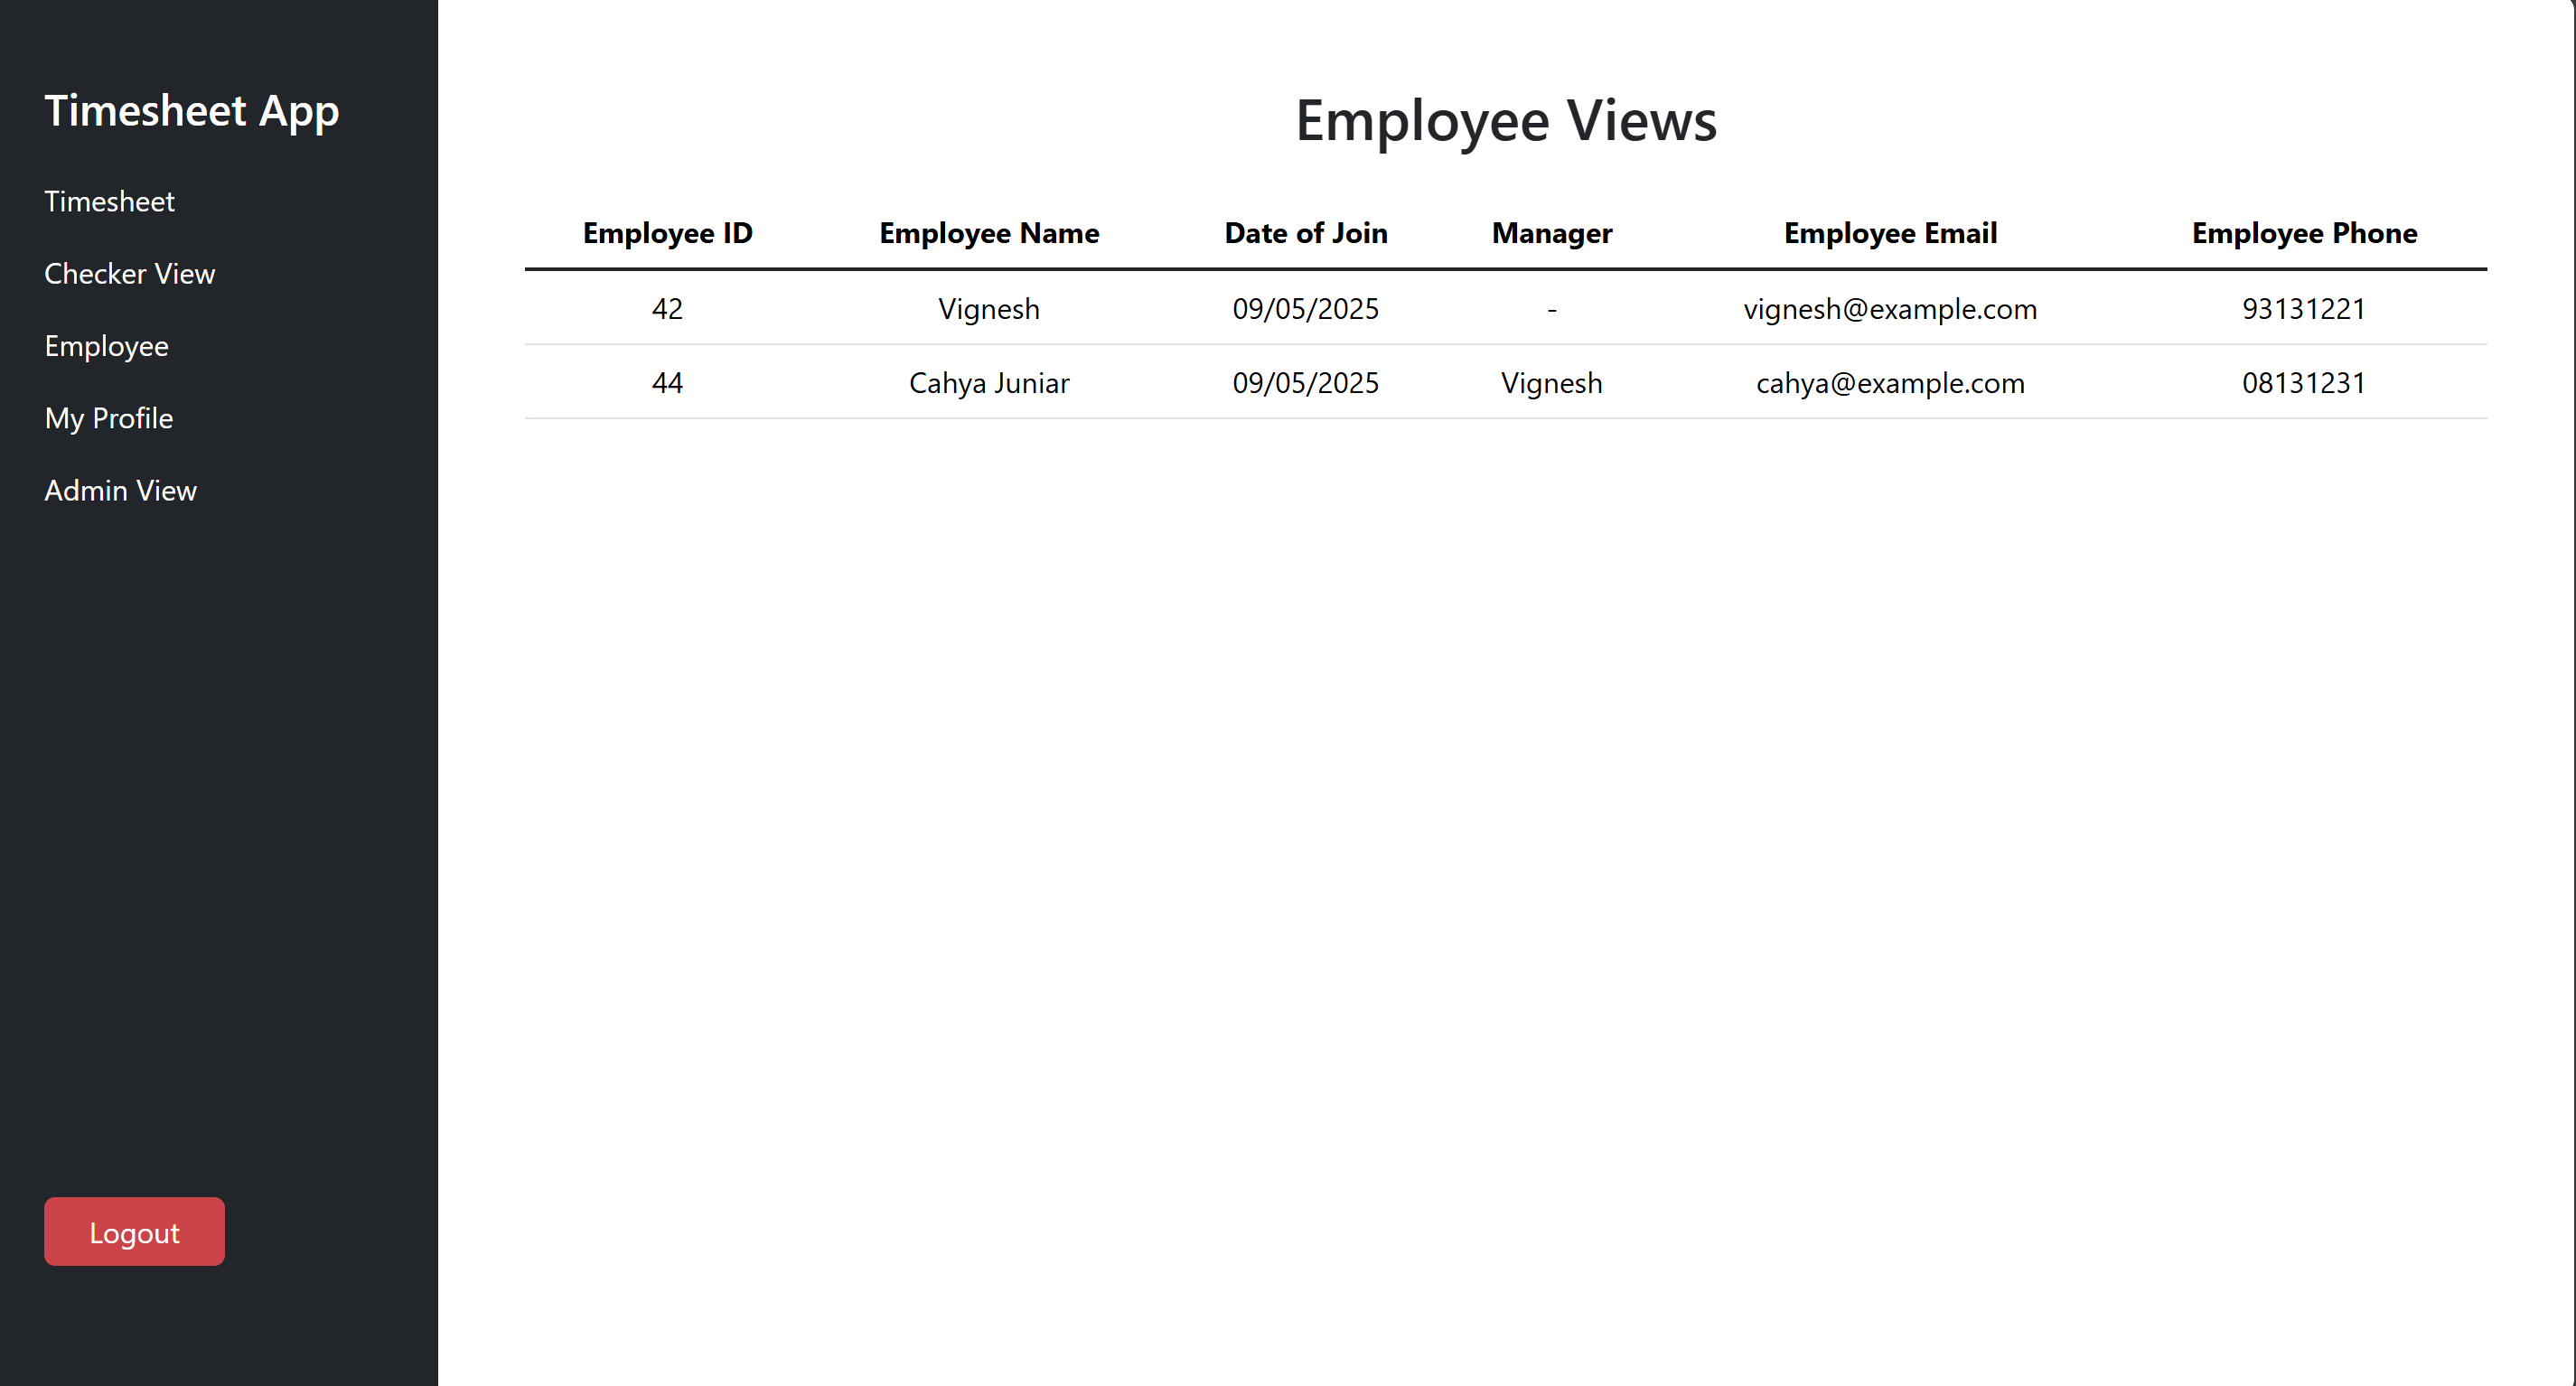 Timesheet App
Timesheet
Checker View
Employee
My Profile
Admin View
Logout
Employee Views
Employee ID Employee Name Date of Join Manager Employee Email Employee Phone
42 Vignesh 09/05/2025 - vignesh@example.com 93131221
44 Cahya Juniar 09/05/2025 Vignesh cahya@example.com 08131231